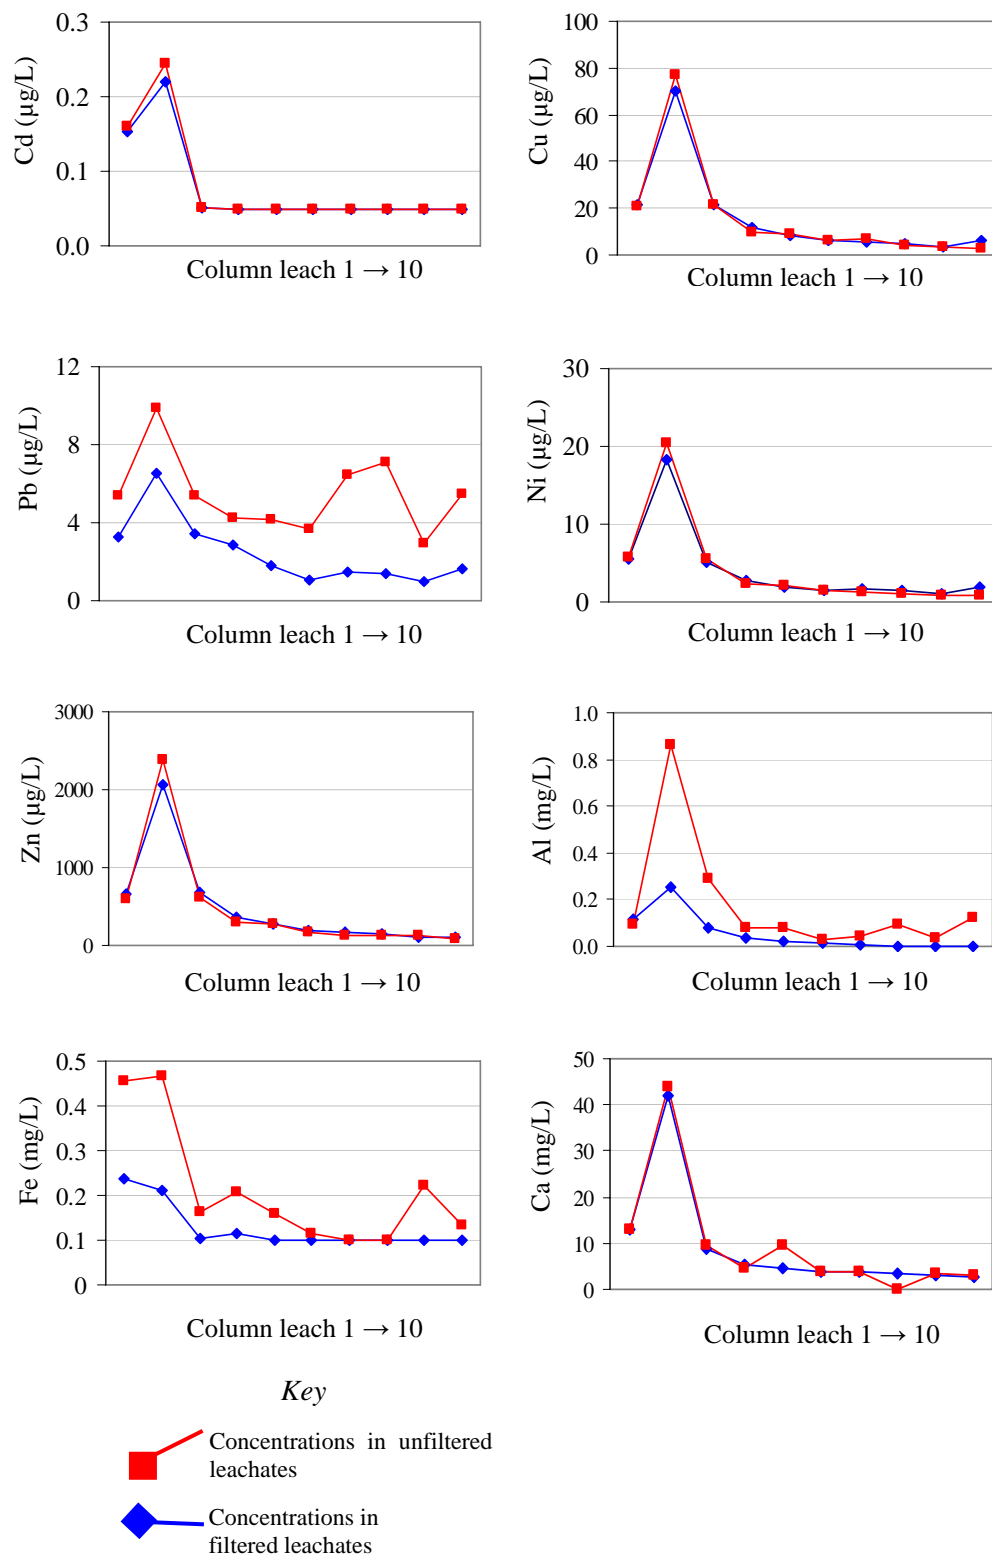 0.3
0.2
0.1
0.0
Cd (µg/L)
Column leach 1 → 10
100
80
60
40
20
0
Cu (µg/L)
Column leach 1 → 10
12
8
4
0
Pb (µg/L)
Column leach 1 → 10
30
20
10
0
Ni (µg/L)
Column leach 1 → 10
3000
2000
1000
0
Zn (µg/L)
Column leach 1 → 10
1.0
0.8
0.6
0.4
0.2
0.0
Al (mg/L)
Column leach 1 → 10
0.5
0.4
0.3
0.2
0.1
0
Fe (mg/L)
Column leach 1 → 10
50
40
30
20
10
0
Ca (mg/L)
Column leach 1 → 10
Key
Concentrations in unfiltered
leachates
Concentrations in
filtered leachates